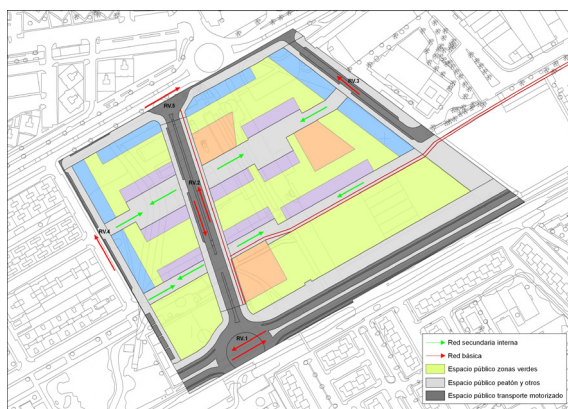 RV.3
RV.5
RV.2
RV.4
RV.1
Red secundaria interna
Red básica
Espacio público zonas verdes
Espacio público peatón y otros
Espacio público transporte motorizado